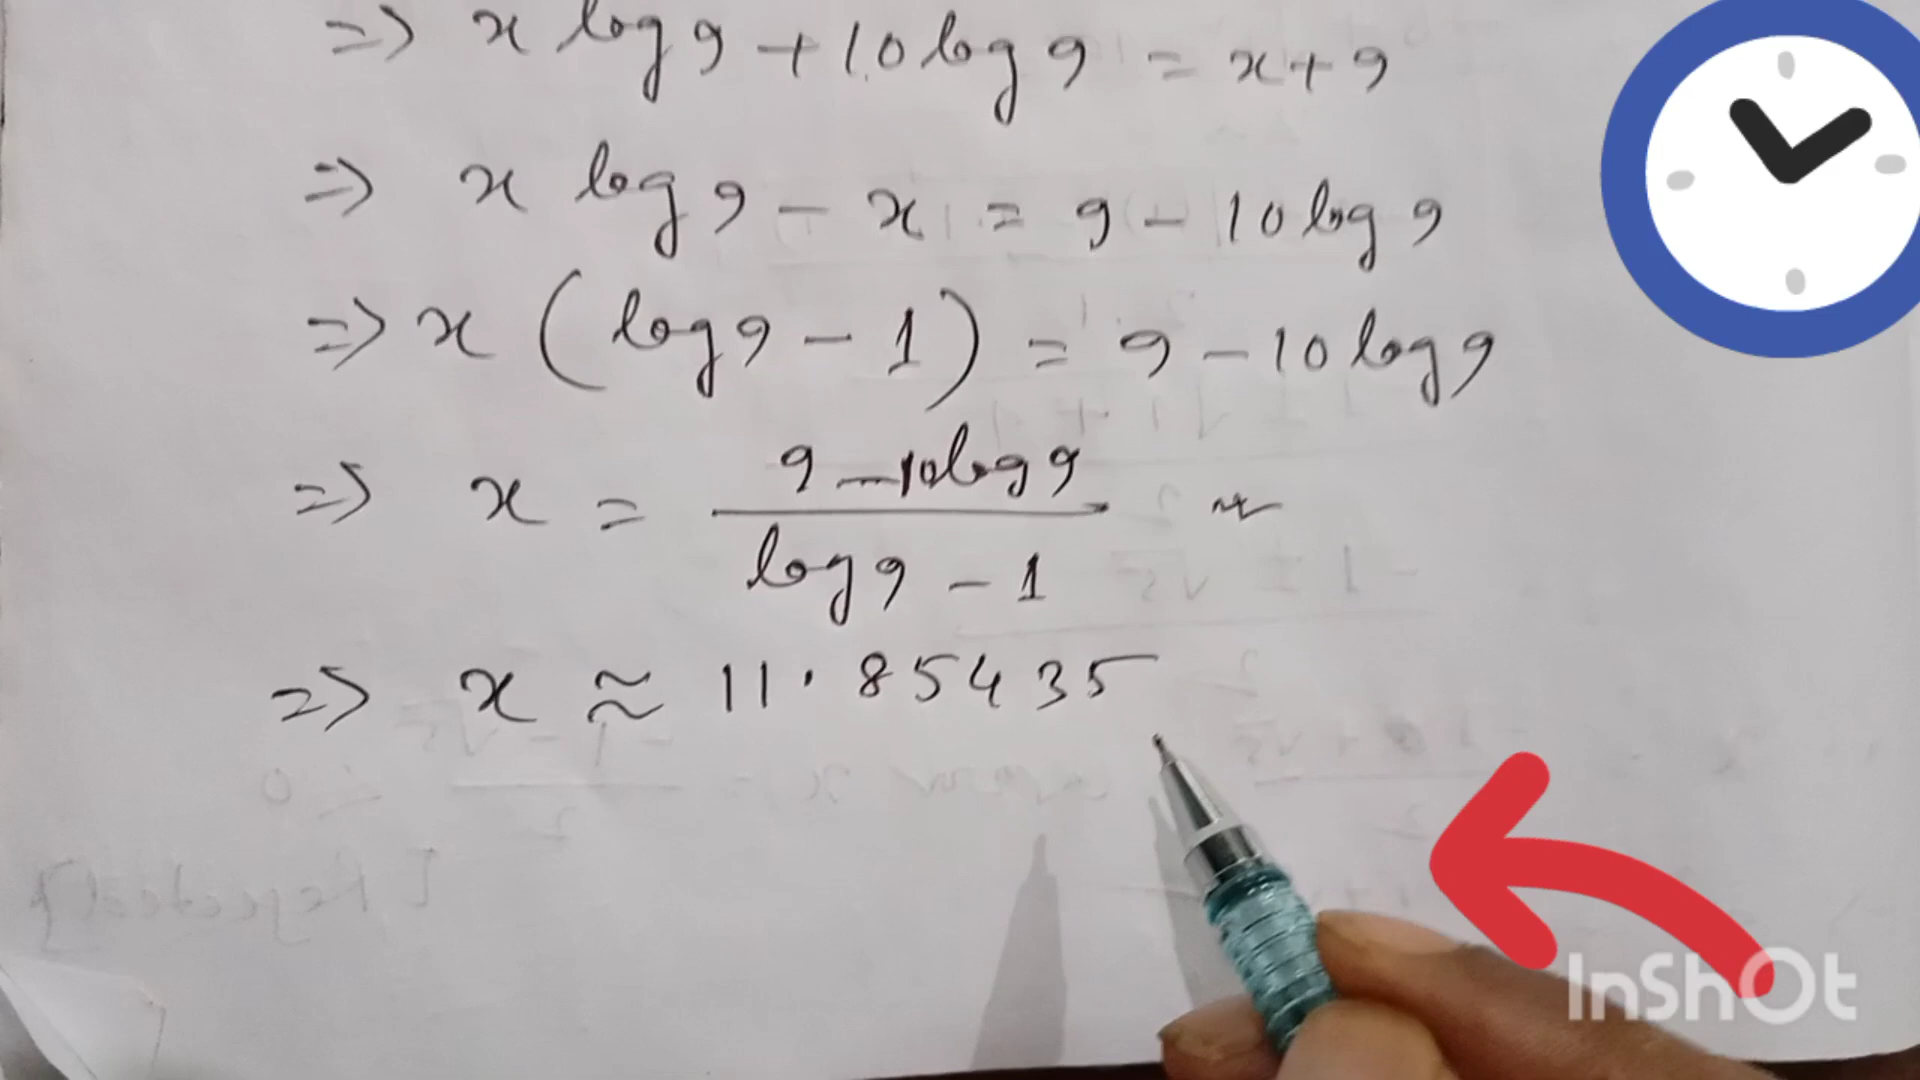 => x log 9 + 10 log 9 = x + 9
=> x log 9 - x = 9 - 10 log 9
=> x (log 9 - 1) = 9 - 10 log 9
=> x = (9 - 10 log 9) / (log 9 - 1)
=> x ≈ 11.85435
InShOt